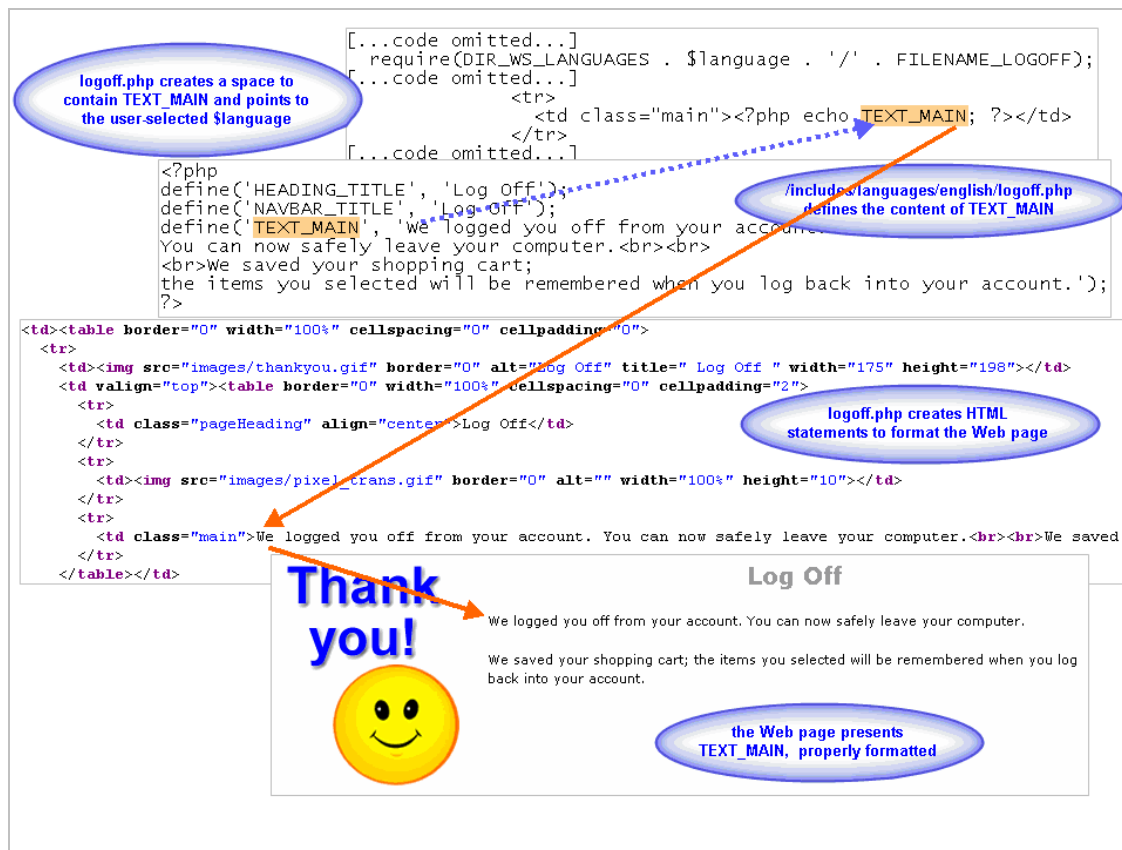 logoff.php creates a space to
contain TEXT_MAIN and points to
the user-selected $language
[...code omitted...]
require(DIR_WS_LANGUAGES . $language . '/' . FILENAME_LOGOFF);
[...code omitted...]
<tr>
<td class="main"><?php echo TEXT_MAIN; ?></td>
</tr>
[...code omitted...]
<?php
define('HEADING_TITLE', 'Log Off');
define('NAVBAR_TITLE', 'Log Off');
define('TEXT_MAIN', 'We logged you off from your account.
You can now safely leave your computer.<br><br>
<br>We saved your shopping cart;
the items you selected will be remembered when you log back into your account.');
?>
/includes/languages/english/logoff.php
defines the content of TEXT_MAIN
<td><table border="0" width="100%" cellspacing="0" cellpadding="0">
<tr>
<td><img src="images/thankyou.gif" border="0" alt="Log Off" title=" Log Off " width="175" height="198"></td>
<td valign="top"><table border="0" width="100%" cellspacing="0" cellpadding="2">
<tr>
<td class="pageHeading" align="center">Log Off</td>
</tr>
<tr>
<td><img src="images/pixel_trans.gif" border="0" alt="" width="100%" height="10"></td>
</tr>
<tr>
<td class="main">We logged you off from your account. You can now safely leave your computer.<br><br>We saved
</tr>
</table></td>
logoff.php creates HTML
statements to format the Web page
Thank
you!
Log Off
We logged you off from your account. You can now safely leave your computer.
We saved your shopping cart; the items you selected will be remembered when you log
back into your account.
the Web page presents
TEXT_MAIN, properly formatted